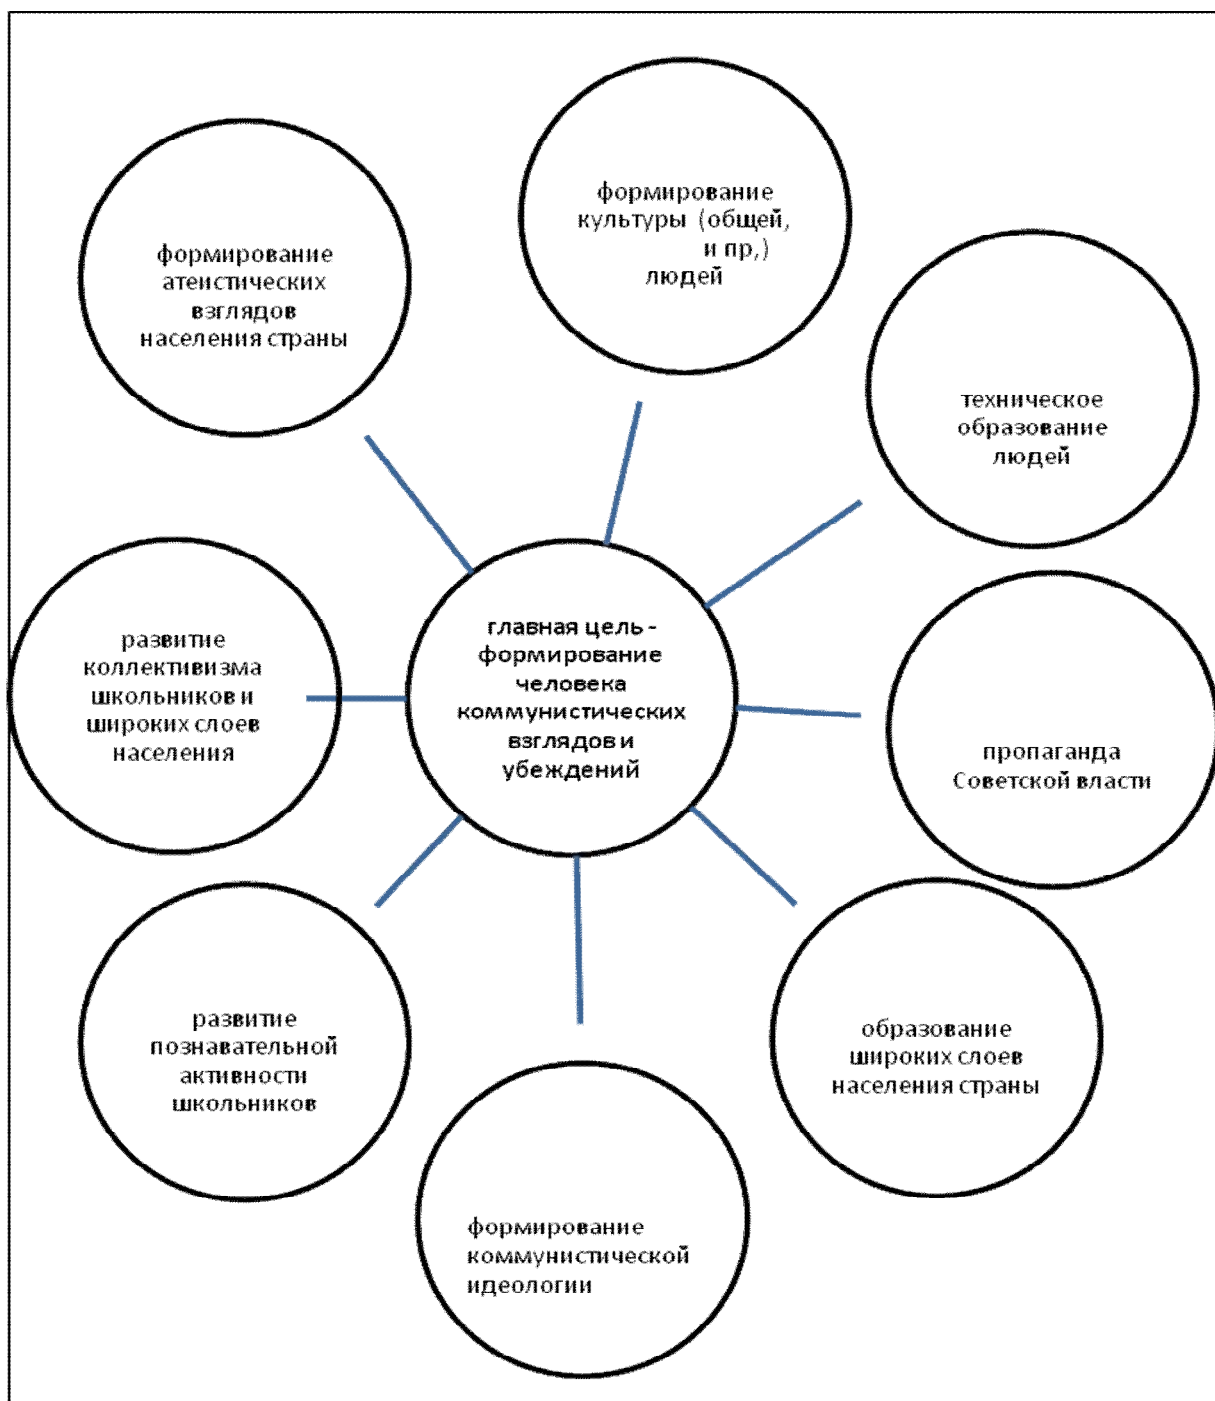 формирование
культуры (общей,
и пр,)
людей
формирование
атеистических
взглядов
населения страны
техническое
образование
людей
главная цель -
формирование
человека
коммунистических
взглядов и
убеждений
развитие
коллективизма
школьников и
широких слоев
населения
пропаганда
Советской власти
развитие
познавательной
активности
школьников
образование
широких слоев
населения страны
формирование
коммунистической
идеологии